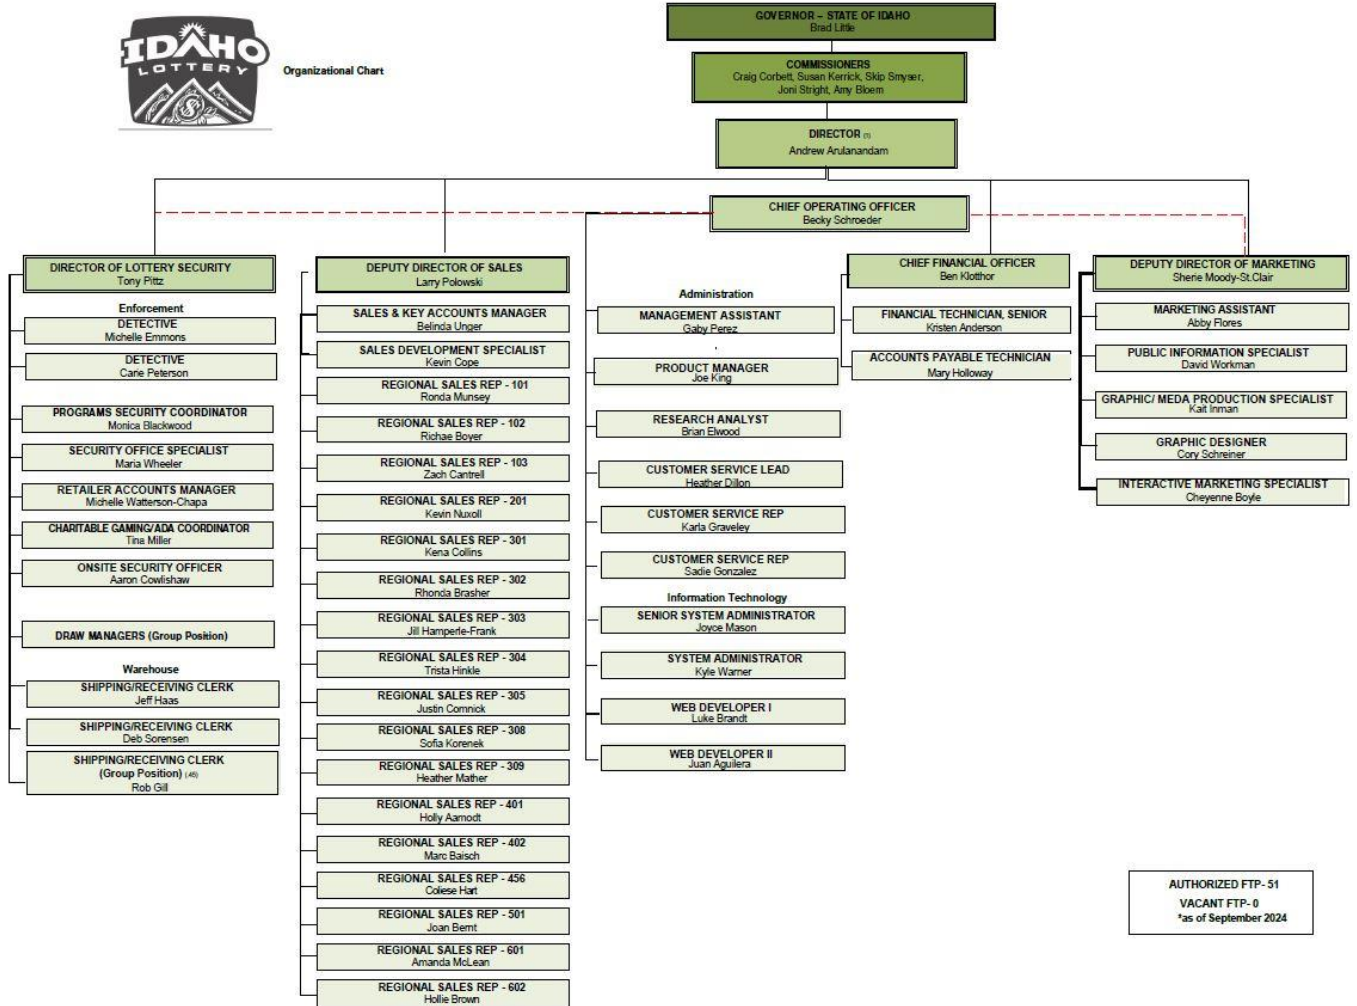 IDAHO
LOTTERY
Organizational Chart
GOVERNOR – STATE OF IDAHO
Brad Little
COMMISSIONERS
Craig Corbett, Susan Kerrick, Skip Smyser,
Joni Stright, Amy Bloem
DIRECTOR (1)
Andrew Arulanandam
CHIEF OPERATING OFFICER
Becky Schroeder
DIRECTOR OF LOTTERY SECURITY
Tony Pittz
Enforcement
DETECTIVE
Michelle Emmons
DETECTIVE
Carie Peterson
PROGRAMS SECURITY COORDINATOR
Monica Blackwood
SECURITY OFFICE SPECIALIST
Maria Wheeler
RETAILER ACCOUNTS MANAGER
Michelle Watterson-Chapa
CHARITABLE GAMING/ADA COORDINATOR
Tina Miller
ONSITE SECURITY OFFICER
Aaron Cowlishaw
DRAW MANAGERS (Group Position)
Warehouse
SHIPPING/RECEIVING CLERK
Jeff Haas
SHIPPING/RECEIVING CLERK
Deb Sorensen
SHIPPING/RECEIVING CLERK
(Group Position) (.45)
Rob Gill
DEPUTY DIRECTOR OF SALES
Larry Polowski
SALES & KEY ACCOUNTS MANAGER
Belinda Unger
SALES DEVELOPMENT SPECIALIST
Kevin Cope
REGIONAL SALES REP - 101
Ronda Munsey
REGIONAL SALES REP - 102
Richae Boyer
REGIONAL SALES REP - 103
Zach Cantrell
REGIONAL SALES REP - 201
Kevin Nuxoll
REGIONAL SALES REP - 301
Kena Collins
REGIONAL SALES REP - 302
Rhonda Brasher
REGIONAL SALES REP - 303
Jill Hamperle-Frank
REGIONAL SALES REP - 304
Trista Hinkle
REGIONAL SALES REP - 305
Justin Comnick
REGIONAL SALES REP - 308
Sofia Korenek
REGIONAL SALES REP - 309
Heather Mather
REGIONAL SALES REP - 401
Holly Aamodt
REGIONAL SALES REP - 402
Marc Baisch
REGIONAL SALES REP - 456
Coliese Hart
REGIONAL SALES REP - 501
Joan Bernt
REGIONAL SALES REP - 601
Amanda McLean
REGIONAL SALES REP - 602
Hollie Brown
Administration
MANAGEMENT ASSISTANT
Gaby Perez
PRODUCT MANAGER
Joe King
RESEARCH ANALYST
Brian Elwood
CUSTOMER SERVICE LEAD
Heather Dillon
CUSTOMER SERVICE REP
Karla Graveley
CUSTOMER SERVICE REP
Sadie Gonzalez
Information Technology
SENIOR SYSTEM ADMINISTRATOR
Joyce Mason
SYSTEM ADMINISTRATOR
Kyle Warner
WEB DEVELOPER I
Luke Brandt
WEB DEVELOPER II
Juan Aguilera
CHIEF FINANCIAL OFFICER
Ben Klotthor
FINANCIAL TECHNICIAN, SENIOR
Kristen Anderson
ACCOUNTS PAYABLE TECHNICIAN
Mary Holloway
DEPUTY DIRECTOR OF MARKETING
Sherie Moody-St.Clair
MARKETING ASSISTANT
Abby Flores
PUBLIC INFORMATION SPECIALIST
David Workman
GRAPHIC/ MEDA PRODUCTION SPECIALIST
Kait Inman
GRAPHIC DESIGNER
Cory Schreiner
INTERACTIVE MARKETING SPECIALIST
Cheyenne Boyle
AUTHORIZED FTP- 51
VACANT FTP- 0
*as of September 2024